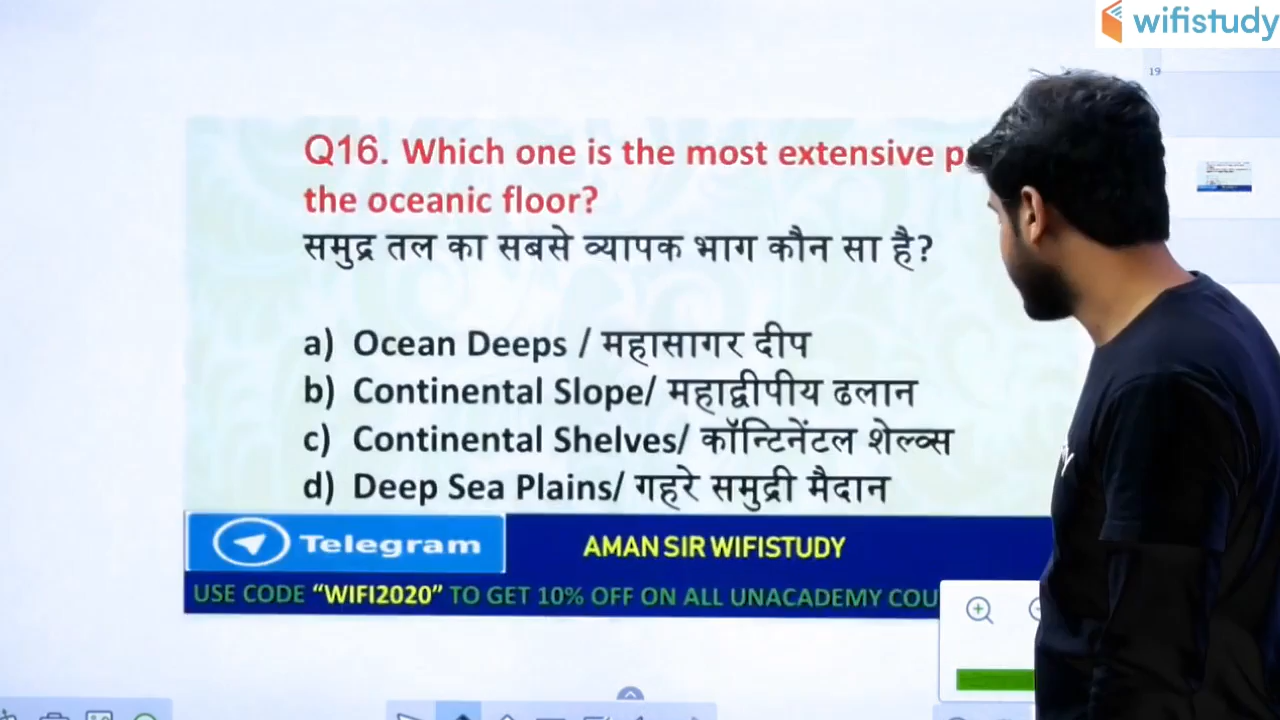 wifistudy
19
Q16. Which one is the most extensive
the oceanic floor?
समुद्र तल का सबसे व्यापक भाग कौन सा है?
a) Ocean Deeps / महासागर दीप
b) Continental Slope/ महाद्वीपीय ढलान
c) Continental Shelves/ कॉन्टिनेंटल शेल्व्स
d) Deep Sea Plains/ गहरे समुद्री मैदान
Telegram
AMAN SIR WIFISTUDY
USE CODE “WIFI2020” TO GET 10% OFF ON ALL UNACADEMY